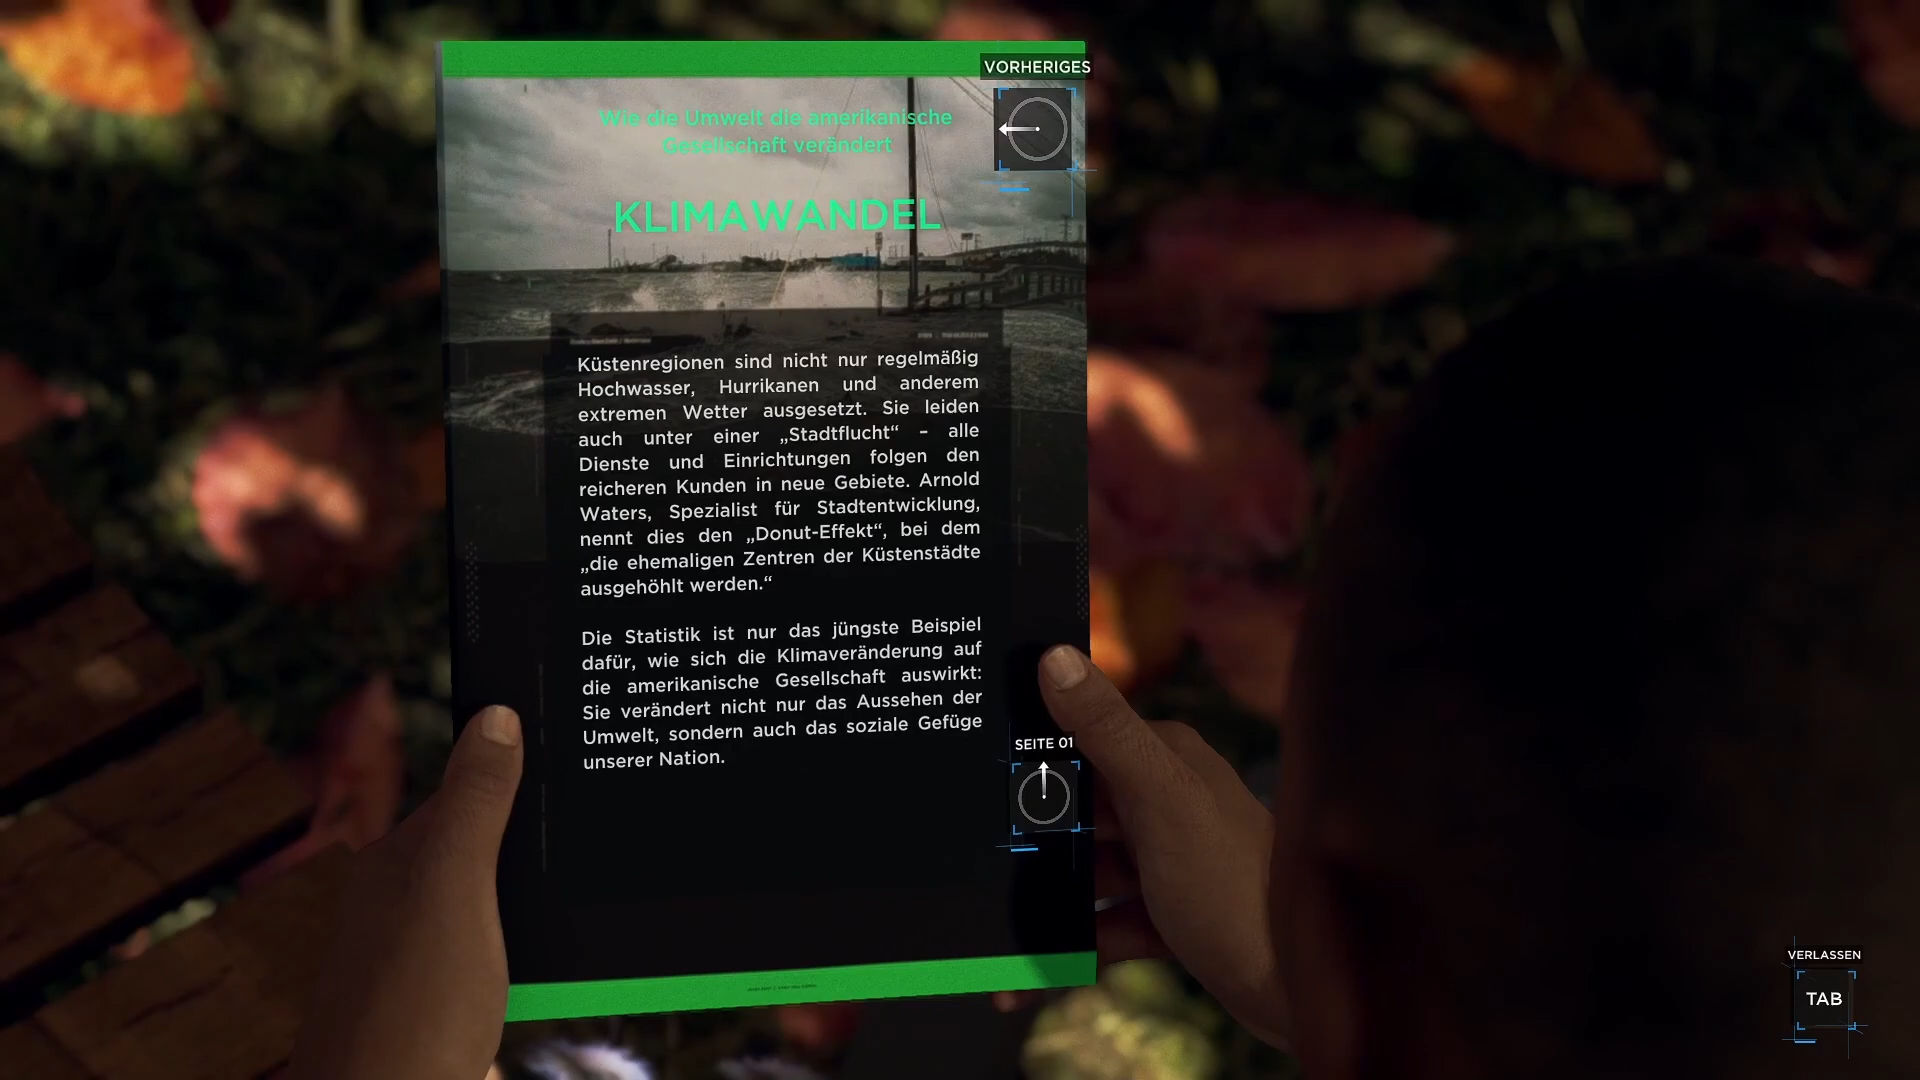 VORHERIGES
Wie die Umwelt die amerikanische
Gesellschaft verändert
KLIMAWANDEL
Küstenregionen sind nicht nur regelmäßig
Hochwasser, Hurrikanen und anderem
extremen Wetter ausgesetzt. Sie leiden
auch unter einer „Stadtflucht“ – alle
Dienste und Einrichtungen folgen den
reicheren Kunden in neue Gebiete. Arnold
Waters, Spezialist für Stadtentwicklung,
nennt dies den „Donut-Effekt“, bei dem
„die ehemaligen Zentren der Küstenstädte
ausgehöhlt werden.“
Die Statistik ist nur das jüngste Beispiel
dafür, wie sich die Klimaveränderung auf
die amerikanische Gesellschaft auswirkt:
Sie verändert nicht nur das Aussehen der
Umwelt, sondern auch das soziale Gefüge
unserer Nation.
SEITE 01
VERLASSEN
TAB